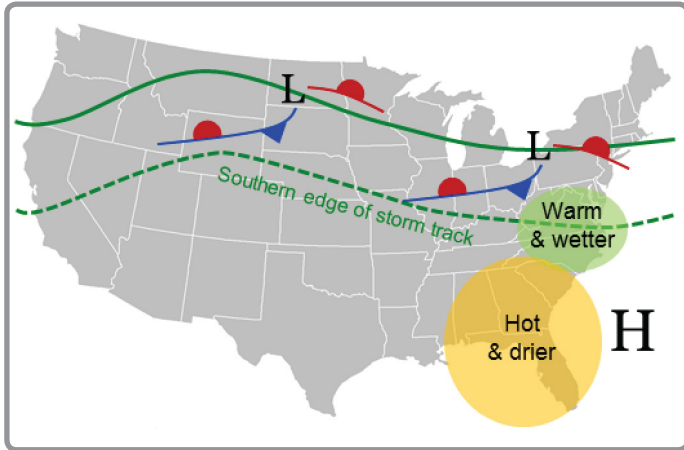 L
L
Southern edge of storm track
Warm
& wetter
Hot
& drier
H